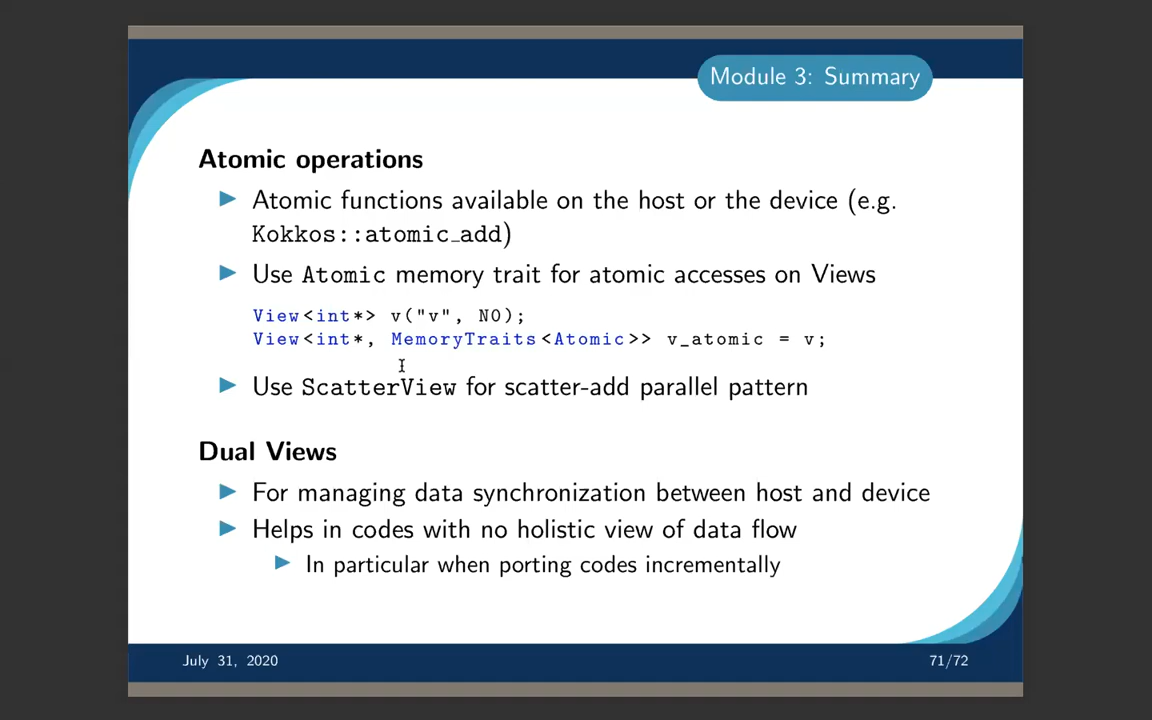 Module 3: Summary
Atomic operations
▶ Atomic functions available on the host or the device (e.g.
Kokkos::atomic_add)
▶ Use Atomic memory trait for atomic accesses on Views
View<int*> v("v", N0);
View<int*, MemoryTraits<Atomic>> v_atomic = v;
▶ Use ScatterView for scatter-add parallel pattern
Dual Views
▶ For managing data synchronization between host and device
▶ Helps in codes with no holistic view of data flow
▶ In particular when porting codes incrementally
July 31, 2020
71/72